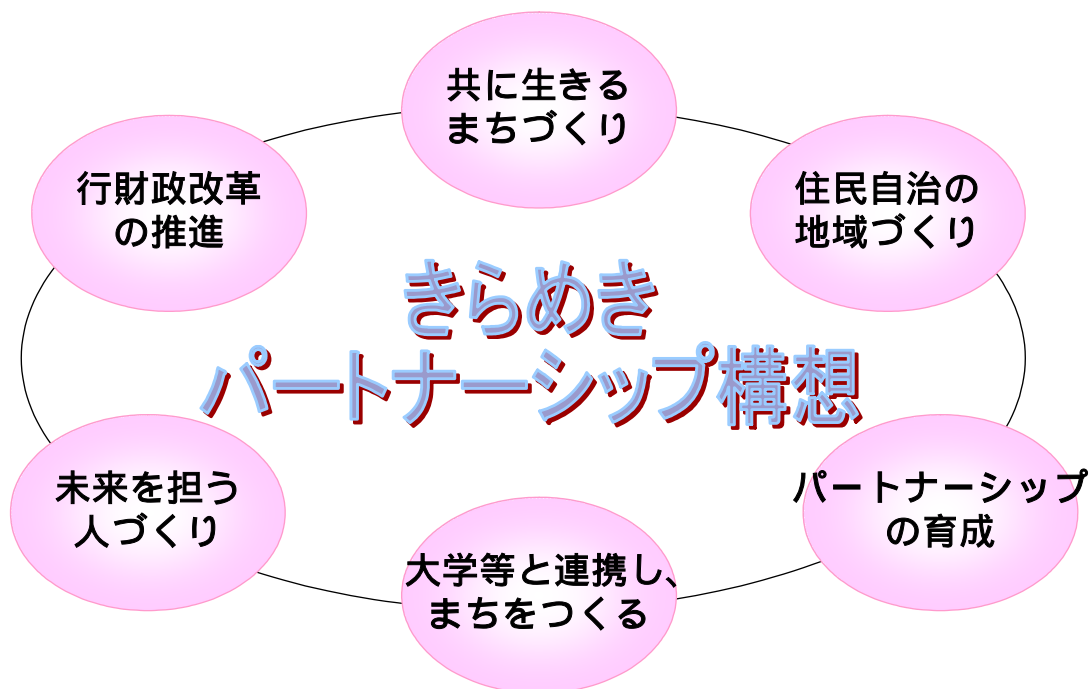 共に生きる
まちづくり
行財政改革
の推進
住民自治の
地域づくり
きらめき
パートナーシップ構想
未来を担う
人づくり
パートナーシップ
の育成
大学等と連携し、
まちをつくる